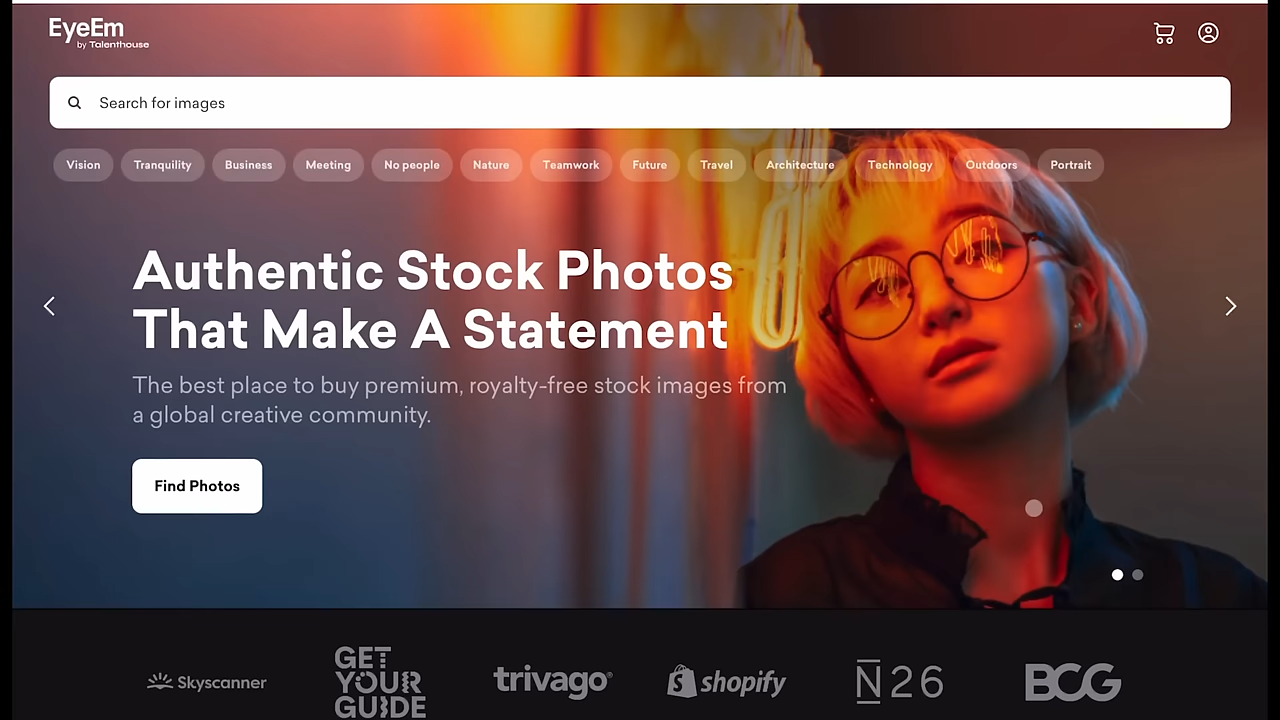 EyeEm
by Talenthouse
Search for images
Vision
Tranquility
Business
Meeting
No people
Nature
Teamwork
Future
Travel
Architecture
Technology
Outdoors
Portrait
Authentic Stock Photos
That Make A Statement
The best place to buy premium, royalty-free stock images from
a global creative community.
Find Photos
Skyscanner
GET
YOUR
GUIDE
trivago®
shopify
N26
BCG